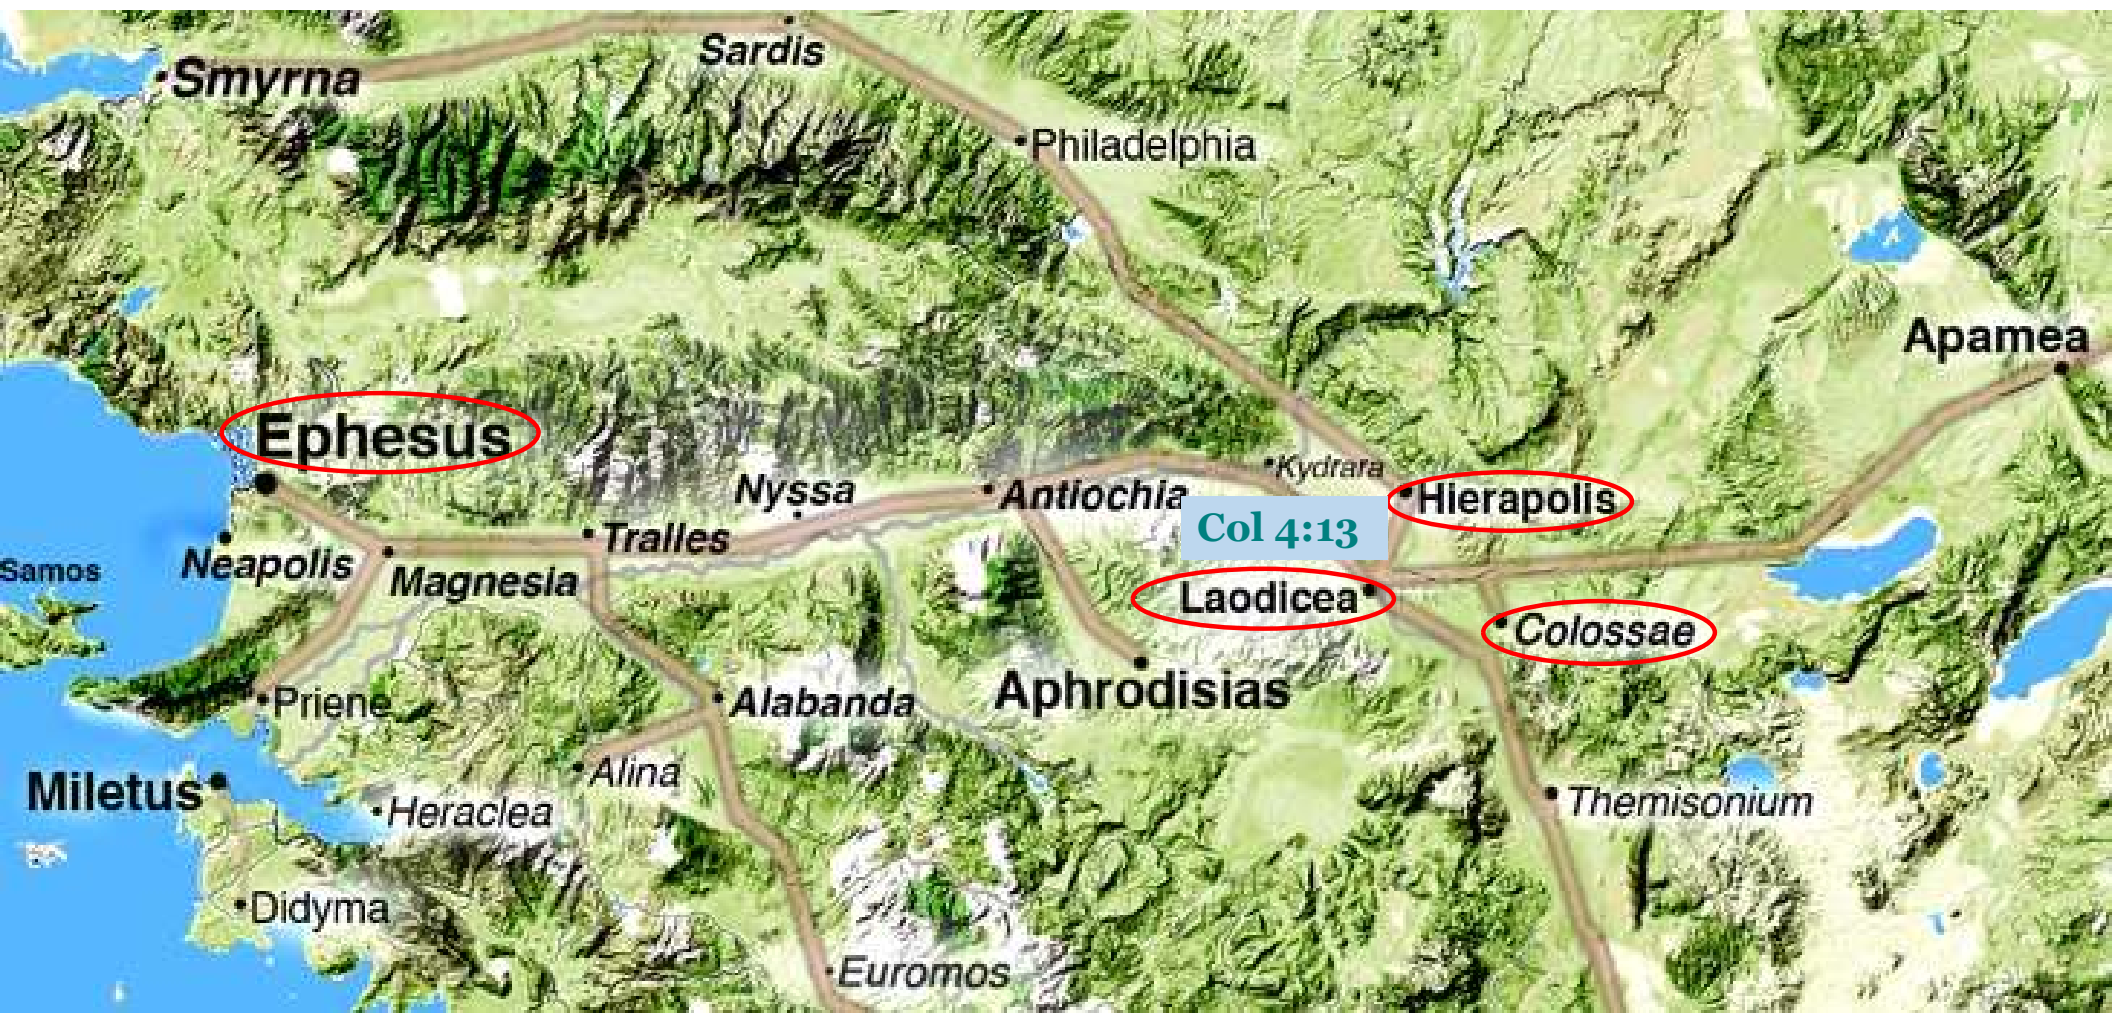 Sardis
Smyrna
Philadelphia
Apamea
Ephesus
Kydrara
Nyssa
Antiochia
Hierapolis
Col 4:13
Tralles
Neapolis
Samos
Magnesia
Laodicea
Colossae
Aphrodisias
Priene
Alabanda
Alina
Miletus
Heraclea
Themisonium
Didyma
Euromos